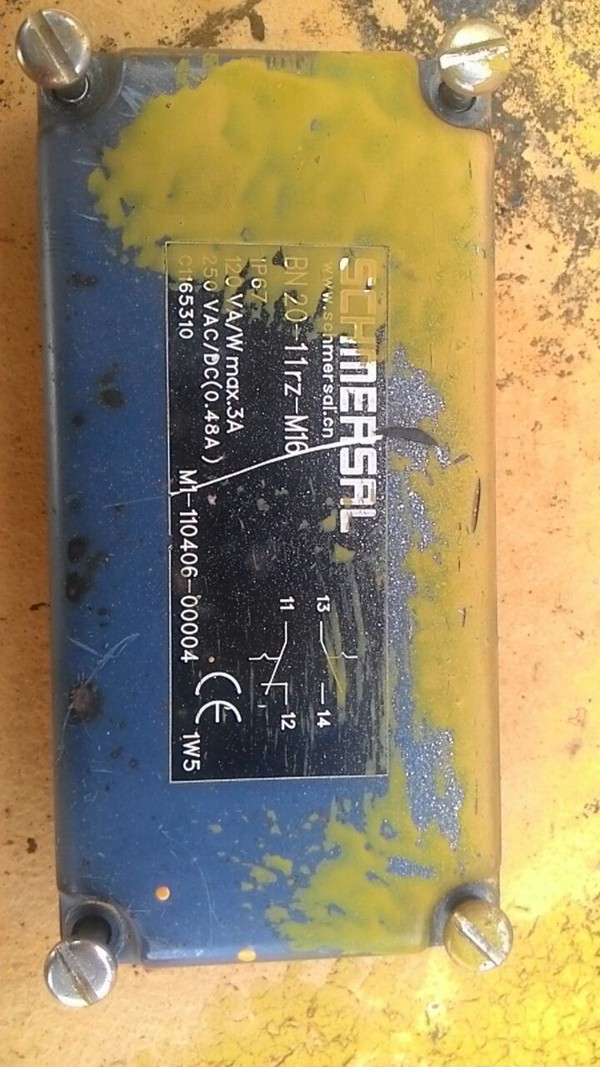 SCHMERSAL
www.schmersal.cn
BN 20-11rz-M16
IP67
120 VA/W max.3A
250 VAC/DC(0.48A)
C1165310
M1-110406-00004
13 14
11 12
CE
1W5